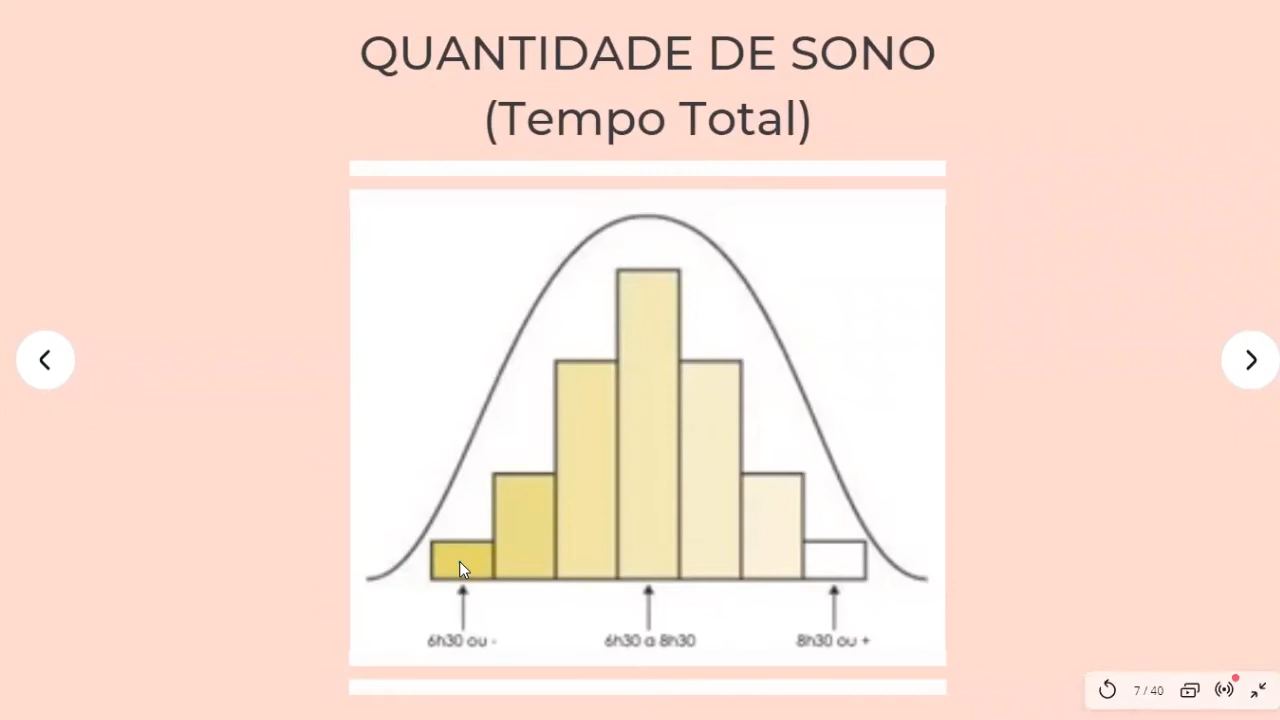 QUANTIDADE DE SONO
(Tempo Total)
6h30 ou -
6h30 a 8h30
8h30 ou +
7 / 40